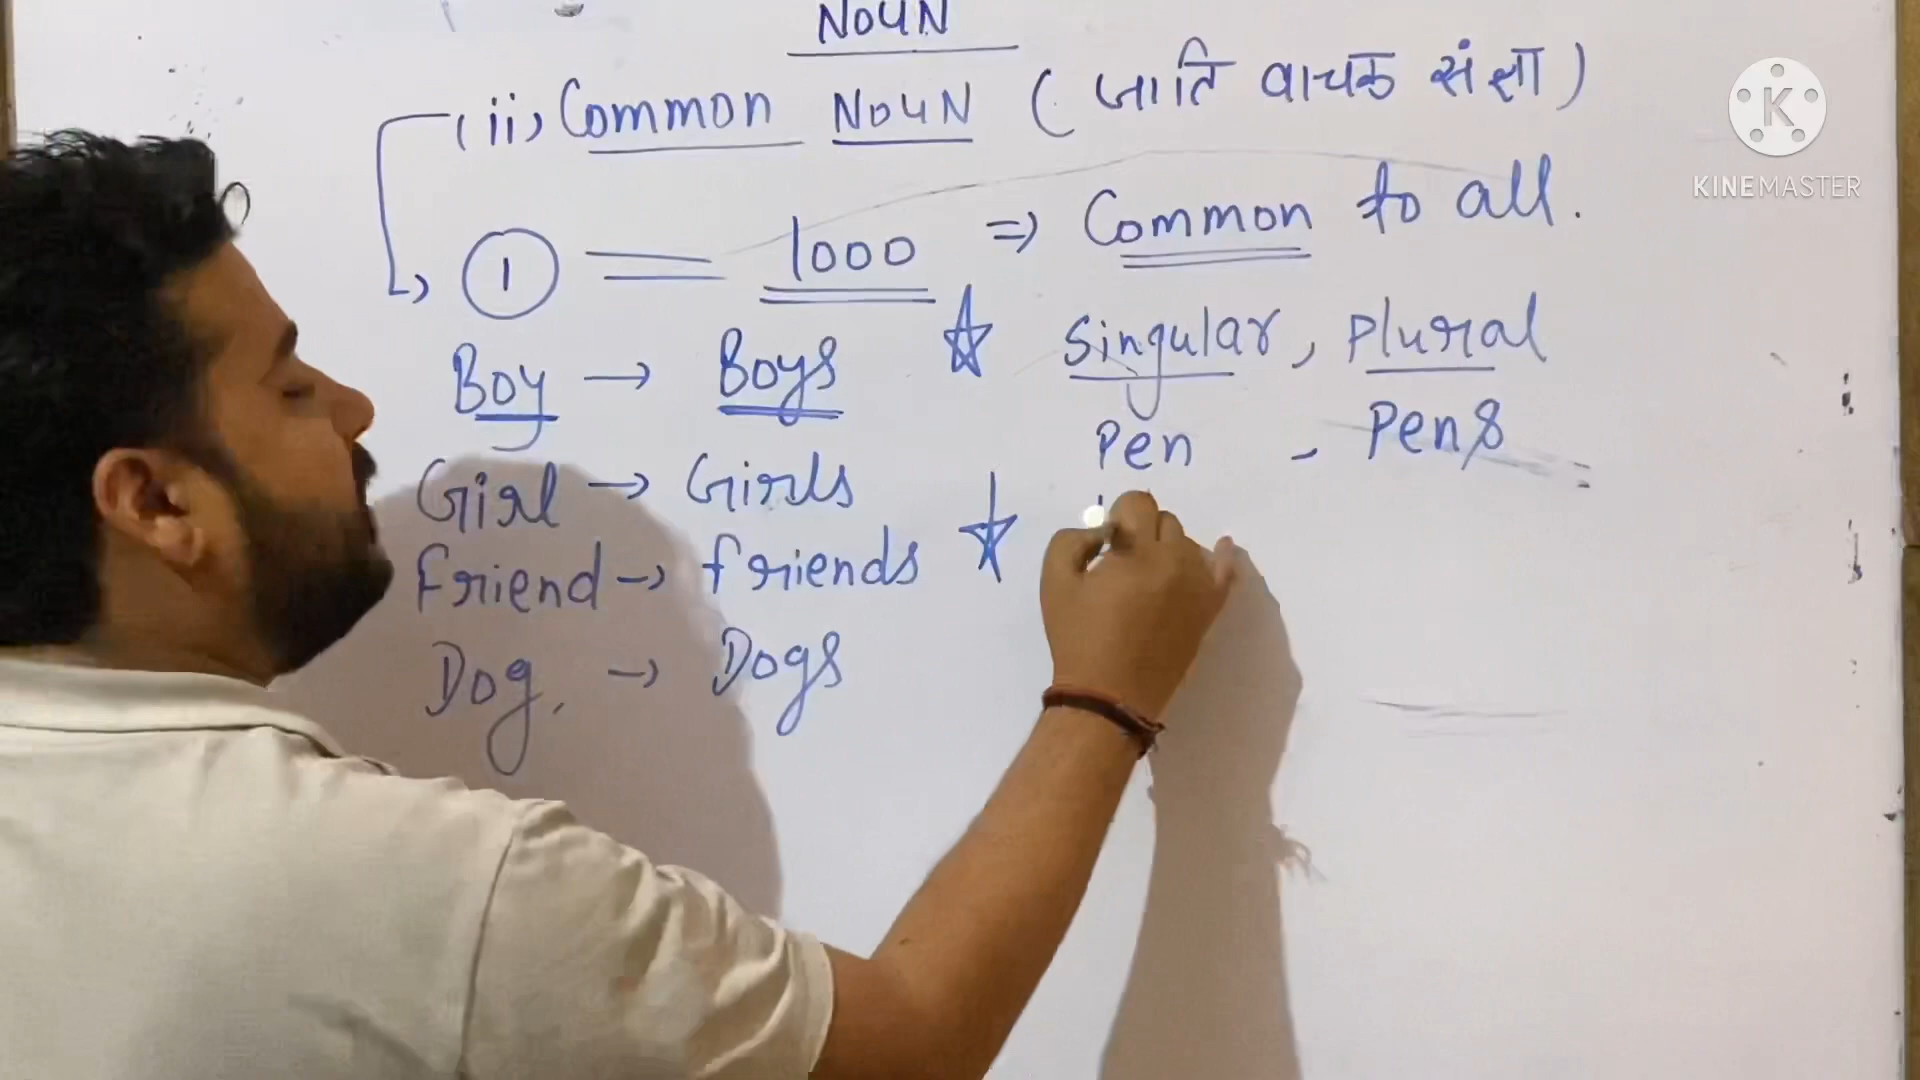 NOUN
(ii) Common NOUN (जाति वाचक संज्ञा)
K
KINEMASTER
1 1000 => Common to all.
Boy → Boys Singular, Plural
Girl → Girls Pen - Pens
Friend → friends
Dog, → Dogs